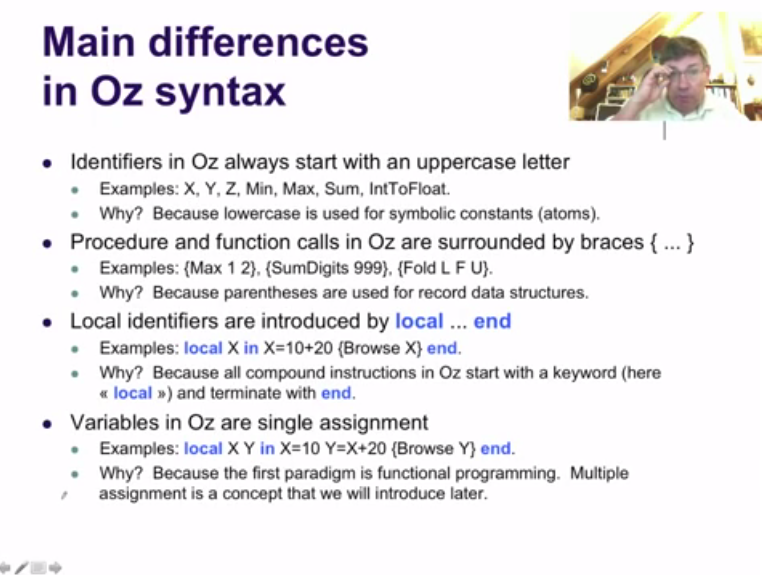 Main differences
in Oz syntax
Identifiers in Oz always start with an uppercase letter
Examples: X, Y, Z, Min, Max, Sum, IntToFloat.
Why?  Because lowercase is used for symbolic constants (atoms).
Procedure and function calls in Oz are surrounded by braces { ... }
Examples: {Max 1 2}, {SumDigits 999}, {Fold L F U}.
Why?  Because parentheses are used for record data structures.
Local identifiers are introduced by local ... end
Examples: local X in X=10+20 {Browse X} end.
Why?  Because all compound instructions in Oz start with a keyword (here
« local ») and terminate with end.
Variables in Oz are single assignment
Examples: local X Y in X=10 Y=X+20 {Browse Y} end.
Why?  Because the first paradigm is functional programming.  Multiple
assignment is a concept that we will introduce later.